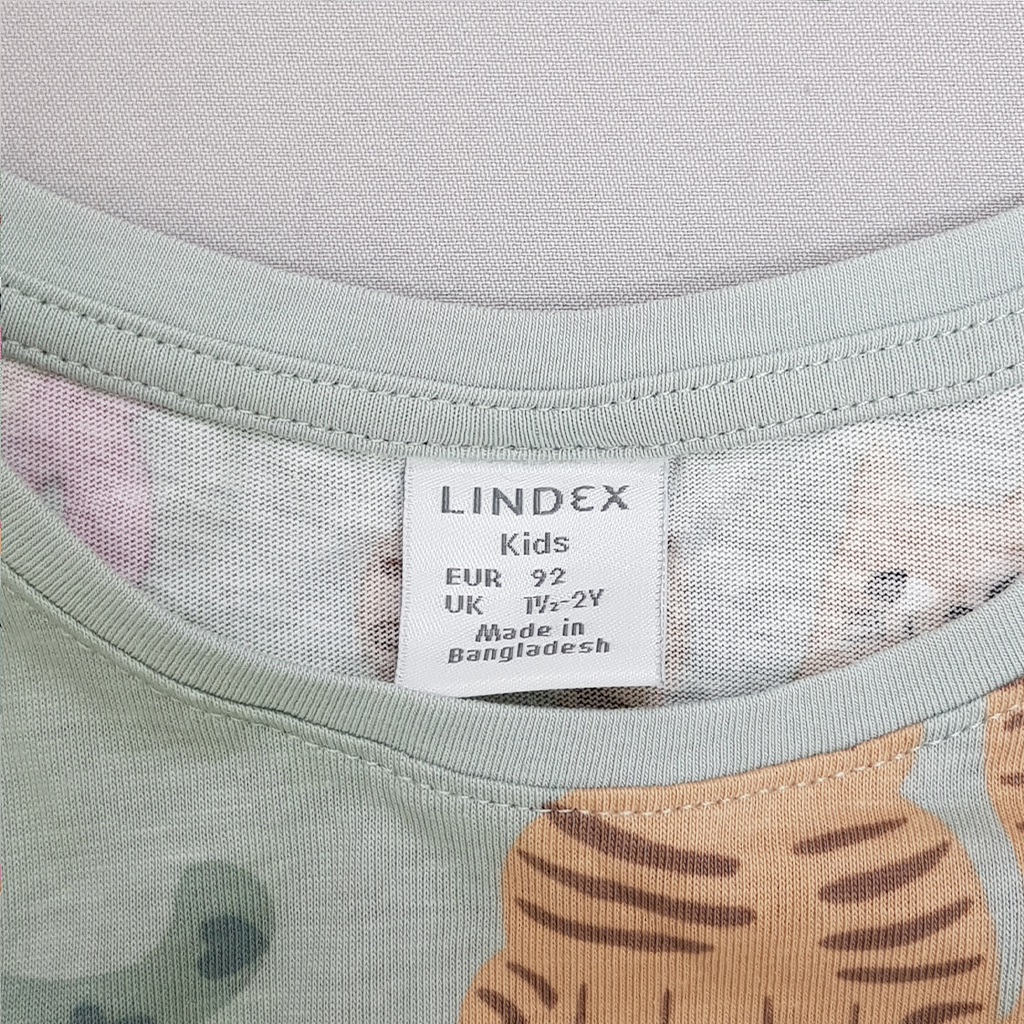 LINDEX
Kids
EUR 92
UK 1½-2Y
Made in
Bangladesh